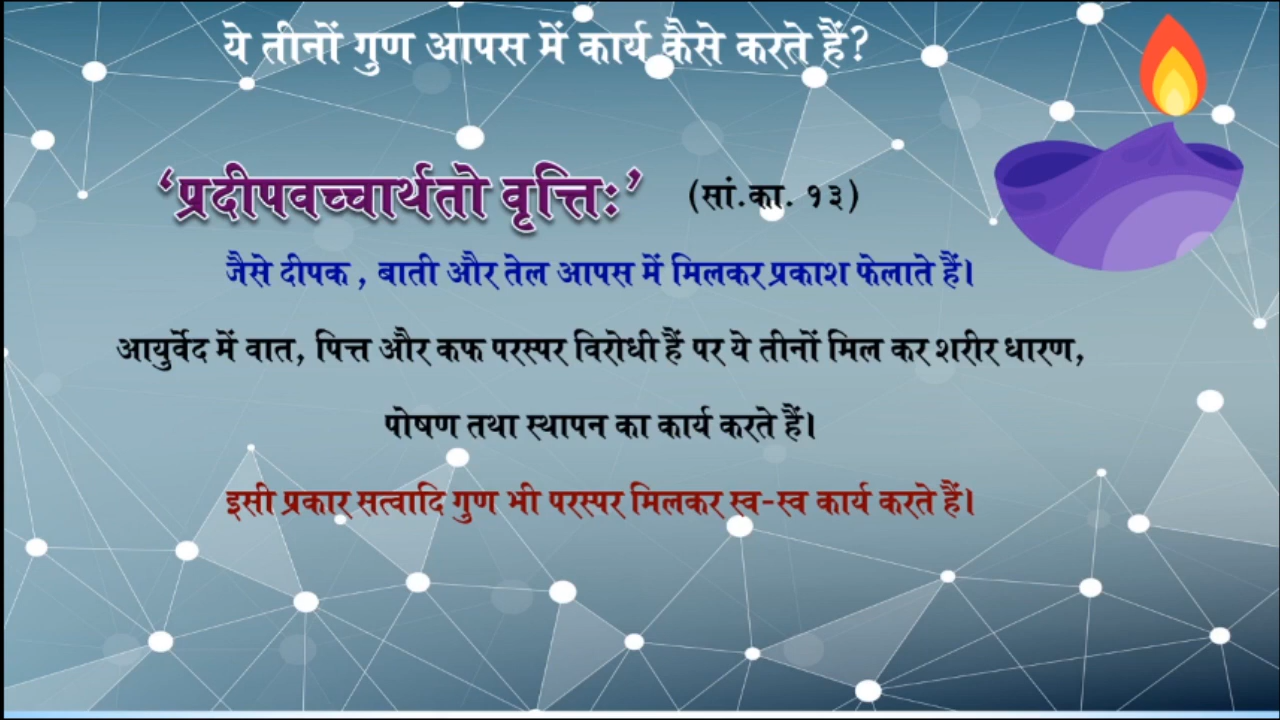 ये तीनों गुण आपस में कार्य कैसे करते हैं?
‘प्रदीपवच्चार्थतो वृत्तिः’ (सां.का. १३)
जैसे दीपक , बाती और तेल आपस में मिलकर प्रकाश फेलाते हैं।
आयुर्वेद में वात, पित्त और कफ परस्पर विरोधी हैं पर ये तीनों मिल कर शरीर धारण,
पोषण तथा स्थापन का कार्य करते हैं।
इसी प्रकार सत्वादि गुण भी परस्पर मिलकर स्व-स्व कार्य करते हैं।